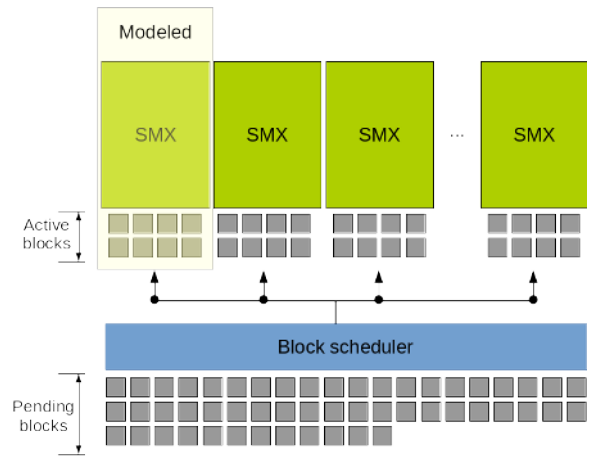 Modeled
SMX SMX SMX ... SMX
Active
blocks
Block scheduler
Pending
blocks